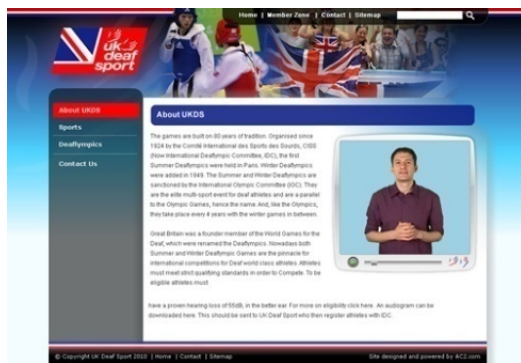 Home | Member Zone | Contact | Sitemap
uk
deaf
sport
About UKDS
Sports
Deaflympics
Contact Us
About UKDS
The games are built on 80 years of tradition. Organised since
1924 by the Comité International des Sports des Sourds, CISS
(Now International Deaflympic Committee, IDC), the first
Summer Deaflympics were held in Paris. Winter Deaflympics
were added in 1949. The Summer and Winter Deaflympics are
sanctioned by the International Olympic Committee (IOC). They
are the elite multi-sport event for deaf athletes and are a parallel
to the Olympic Games, hence the name. And, like the Olympics,
they take place every 4 years with the winter games in between.
Great Britain was a founder member of the World Games for the
Deaf, which were renamed the Deaflympics. Nowadays both
Summer and Winter Deaflympic Games are the pinnacle for
international competitions for Deaf world class athletes. Athletes
must meet strict qualifying standards in order to Compete. To be
eligible athletes must
have a proven hearing loss of 55dB, in the better ear. For more on eligibility click here. An audiogram can be
downloaded here. This should be sent to UK Deaf Sport who then register athletes with IDC.
© Copyright UK Deaf Sport 2010 | Home | Contact | Sitemap
Site designed and powered by AC2.com